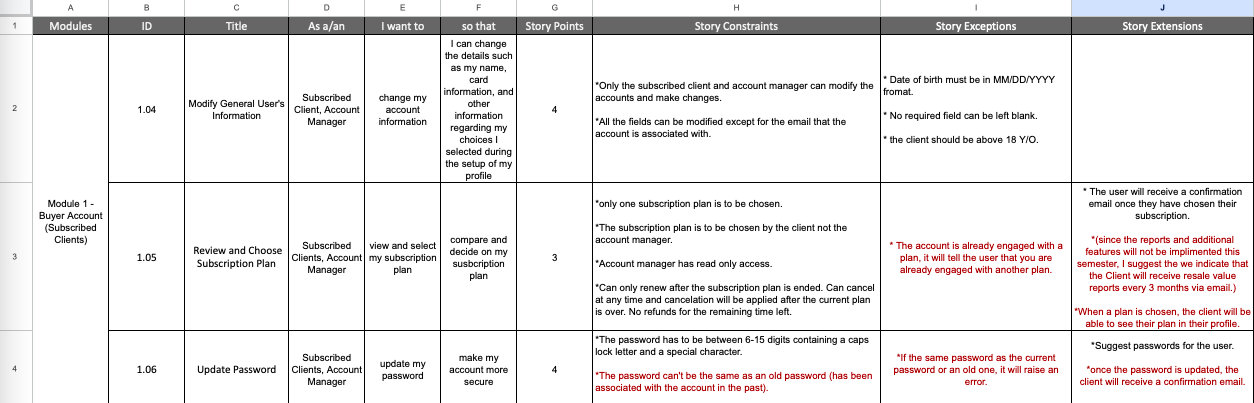 A B C D E F G H I J
1 Modules ID Title As a/an I want to so that Story Points Story Constraints Story Exceptions Story Extensions
Module 1 -
Buyer Account
(Subscribed
Clients)
2
1.04
Modify General User's
Information
Subscribed
Client, Account
Manager
change my
account
information
I can change
the details such
as my name,
card
information, and
other
information
regarding my
choices I
selected during
the setup of my
profile
4
*Only the subscribed client and account manager can modify the
accounts and make changes.
*All the fields can be modified except for the email that the
account is associated with.
* Date of birth must be in MM/DD/YYYY
fromat.
* No required field can be left blank.
* the client should be above 18 Y/O.
3
1.05
Review and Choose
Subscription Plan
Subscribed
Clients, Account
Manager
view and select
my subscription
plan
compare and
decide on my
susbcription
plan
3
*only one subscription plan is to be chosen.
*The subscription plan is to be chosen by the client not the
account manager.
*Account manager has read only access.
*Can only renew after the subscription plan is ended. Can cancel
at any time and cancelation will be applied after the current plan
is over. No refunds for the remaining time left.
* The account is already engaged with a
plan, it will tell the user that you are
already engaged with another plan.
* The user will receive a confirmation
email once they have chosen their
subscription.
*(since the reports and additional
features will not be implimented this
semester, I suggest the we indicate that
the Client will receive resale value
reports every 3 months via email.)
*When a plan is chosen, the client will be
able to see their plan in their profile.
4
1.06
Update Password
Subscribed
Clients, Account
Manager
update my
password
make my
account more
secure
4
*The password has to be between 6-15 digits containing a caps
lock letter and a special character.
*The password can't be the same as an old password (has been
associated with the account in the past).
*If the same password as the current
password or an old one, it will raise an
error.
*Suggest passwords for the user.
*once the password is updated, the
client will receive a confirmation email.